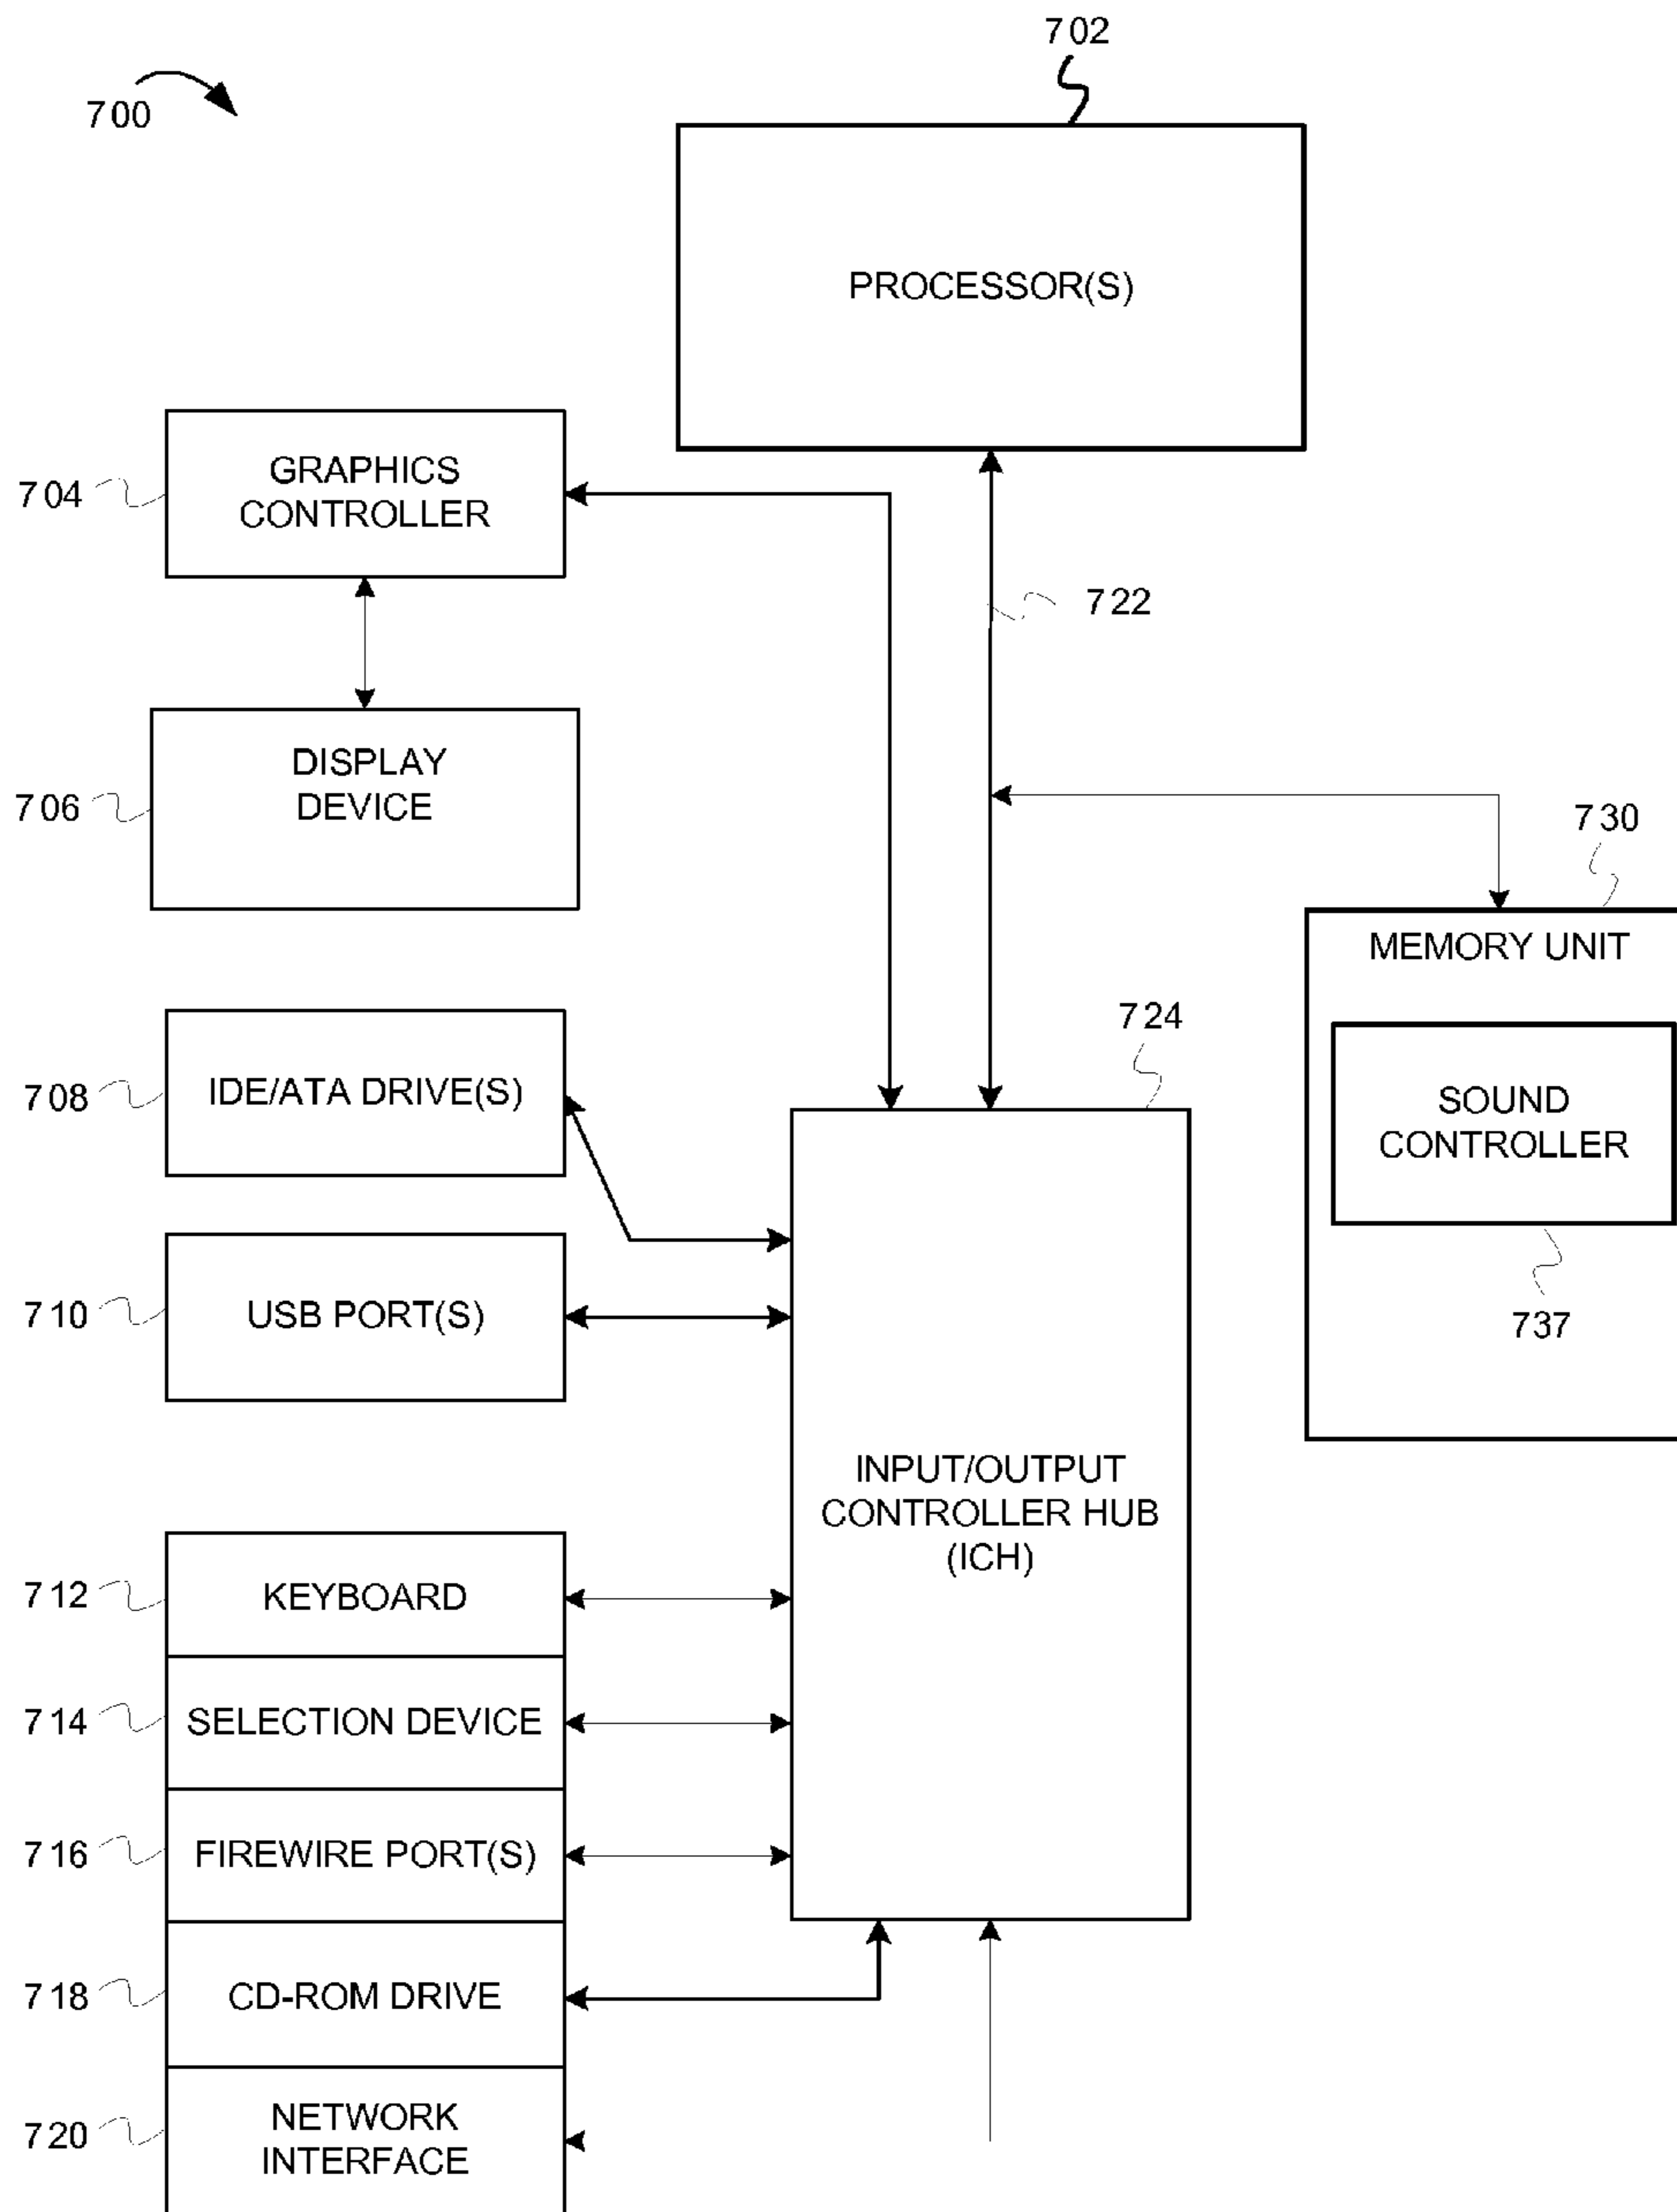 702
700
PROCESSOR(S)
704
GRAPHICS
CONTROLLER
722
706
DISPLAY
DEVICE
730
MEMORY UNIT
724
708
IDE/ATA DRIVE(S)
SOUND
CONTROLLER
710
USB PORT(S)
737
INPUT/OUTPUT
CONTROLLER HUB
(ICH)
712
KEYBOARD
714
SELECTION DEVICE
716
FIREWIRE PORT(S)
718
CD-ROM DRIVE
720
NETWORK
INTERFACE